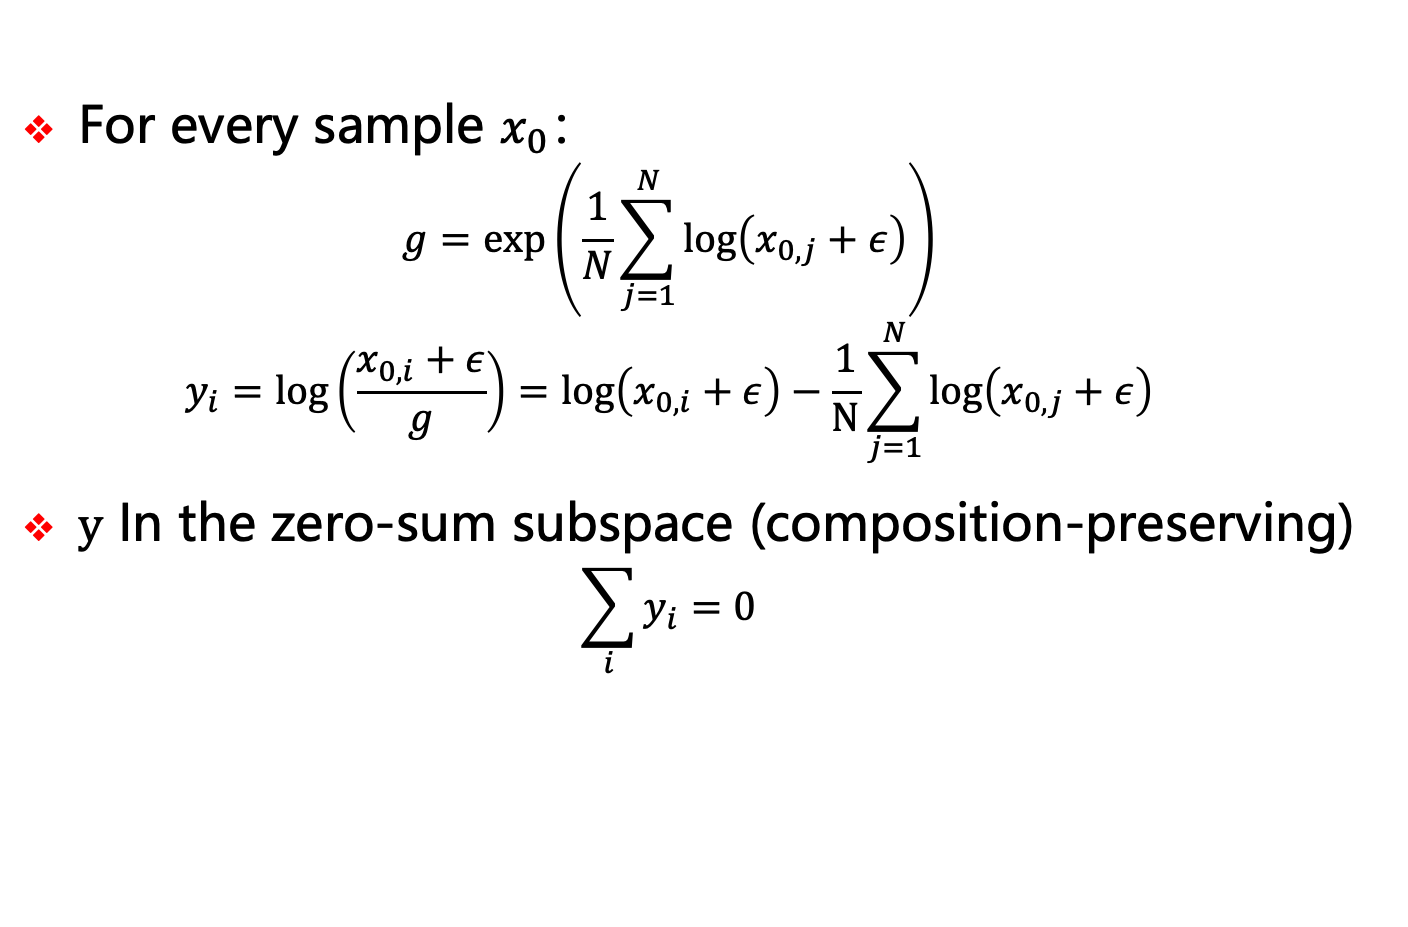 ❖ For every sample x₀:
g = exp(1/N ∑_{j=1}^{N} log(x_{0,j} + ϵ))
y_i = log((x_{0,i} + ϵ)/g) = log(x_{0,i} + ϵ) − 1/N ∑_{j=1}^{N} log(x_{0,j} + ϵ)
❖ y In the zero-sum subspace (composition-preserving)
∑_i y_i = 0